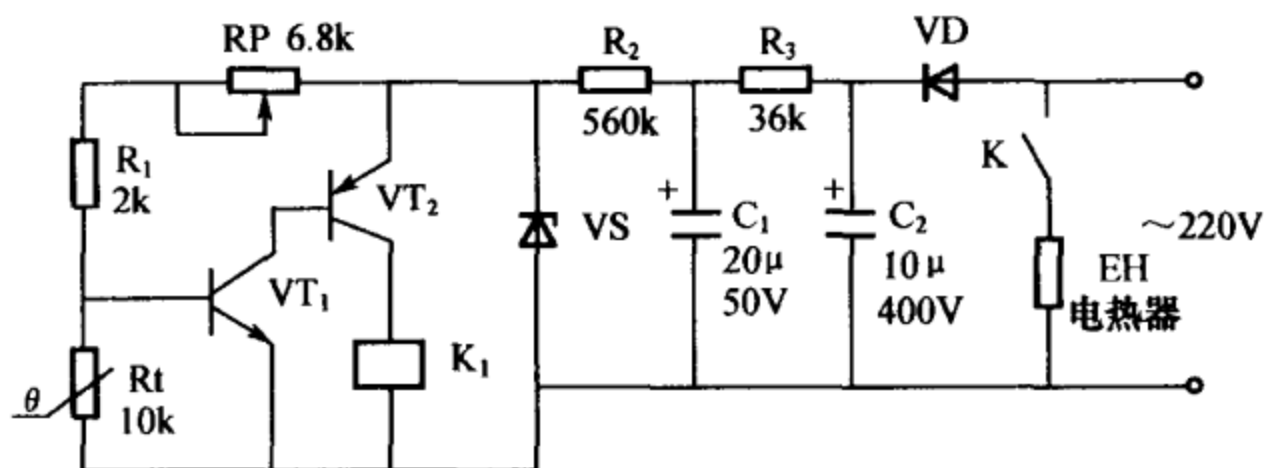 RP 6.8k
R₂
560k
R₃
36k
VD
R₁
2k
VT₂
VS
+
C₁
20μ
50V
+
C₂
10μ
400V
K
EH
电热器
~220V
VT₁
K₁
θ
Rt
10k